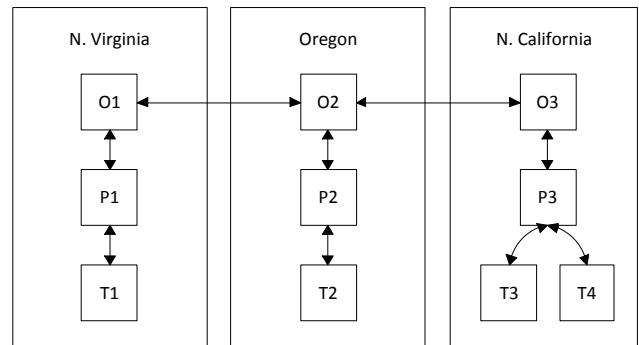 N. Virginia
Oregon
N. California
O1
O2
O3
P1
P2
P3
T1
T2
T3
T4